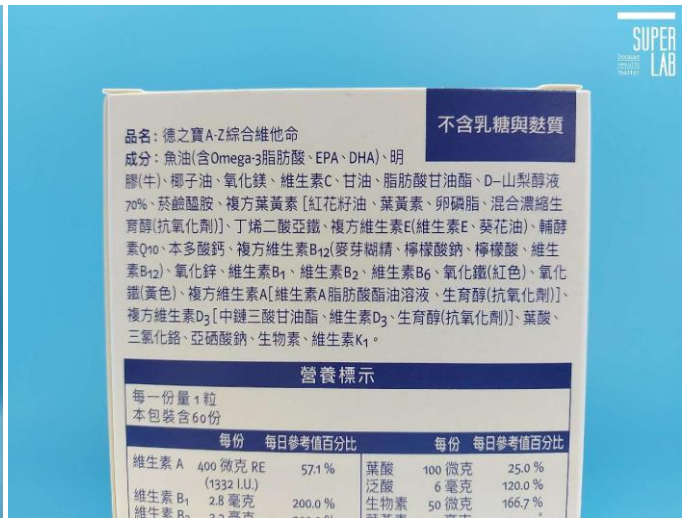 SUPER
LAB
because
results
matter
不含乳糖與麩質
品名：德之寶A-Z綜合維他命
成分：魚油(含Omega-3脂肪酸、EPA、DHA)、明
膠(牛)、椰子油、氧化鎂、維生素C、甘油、脂肪酸甘油酯、D–山梨醇液
70%、菸鹼醯胺、複方葉黃素［紅花籽油、葉黃素、卵磷脂、混合濃縮生
育醇(抗氧化劑)］、丁烯二酸亞鐵、複方維生素E(維生素E、葵花油)、輔酵
素Q10、本多酸鈣、複方維生素B12(麥芽糊精、檸檬酸鈉、檸檬酸、維生
素B12)、氧化鋅、維生素B1、維生素B2、維生素B6、氧化鐵(紅色)、氧化
鐵(黃色)、複方維生素A[維生素A脂肪酸酯油溶液、生育醇(抗氧化劑)]、
複方維生素D3［中鏈三酸甘油酯、維生素D3、生育醇(抗氧化劑)］、葉酸、
三氯化鉻、亞硒酸鈉、生物素、維生素K1。
營養標示
每一份量1粒
本包裝含60份
每份 每日參考值百分比 每份 每日參考值百分比
維生素 A 400 微克 RE 57.1 % 葉酸 100 微克 25.0 %
(1332 I.U.) 泛酸 6 毫克 120.0 %
維生素 B1 2.8 毫克 200.0 % 生物素 50 微克 166.7 %